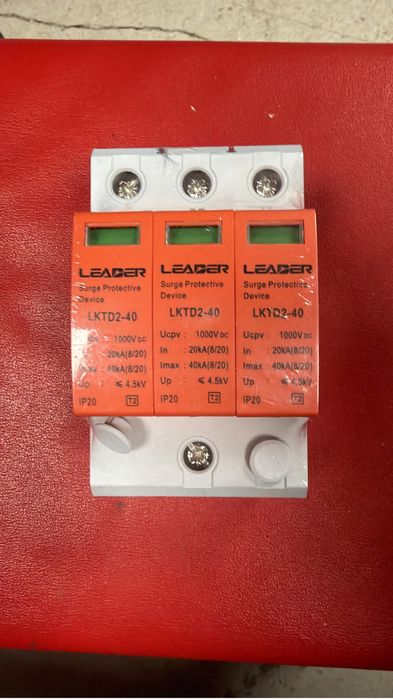 LEADER
Surge Protective
Device
LKTD2-40
Ucpv : 1000V DC
In : 20kA(8/20)
Imax : 40kA(8/20)
Up : ≤ 4.5kV
IP20 T2
LEADER
Surge Protective
Device
LKTD2-40
Ucpv : 1000V DC
In : 20kA(8/20)
Imax : 40kA(8/20)
Up : ≤ 4.5kV
IP20 T2
LEADER
Surge Protective
Device
LKTD2-40
Ucpv : 1000V DC
In : 20kA(8/20)
Imax : 40kA(8/20)
Up : ≤ 4.5kV
IP20 T2